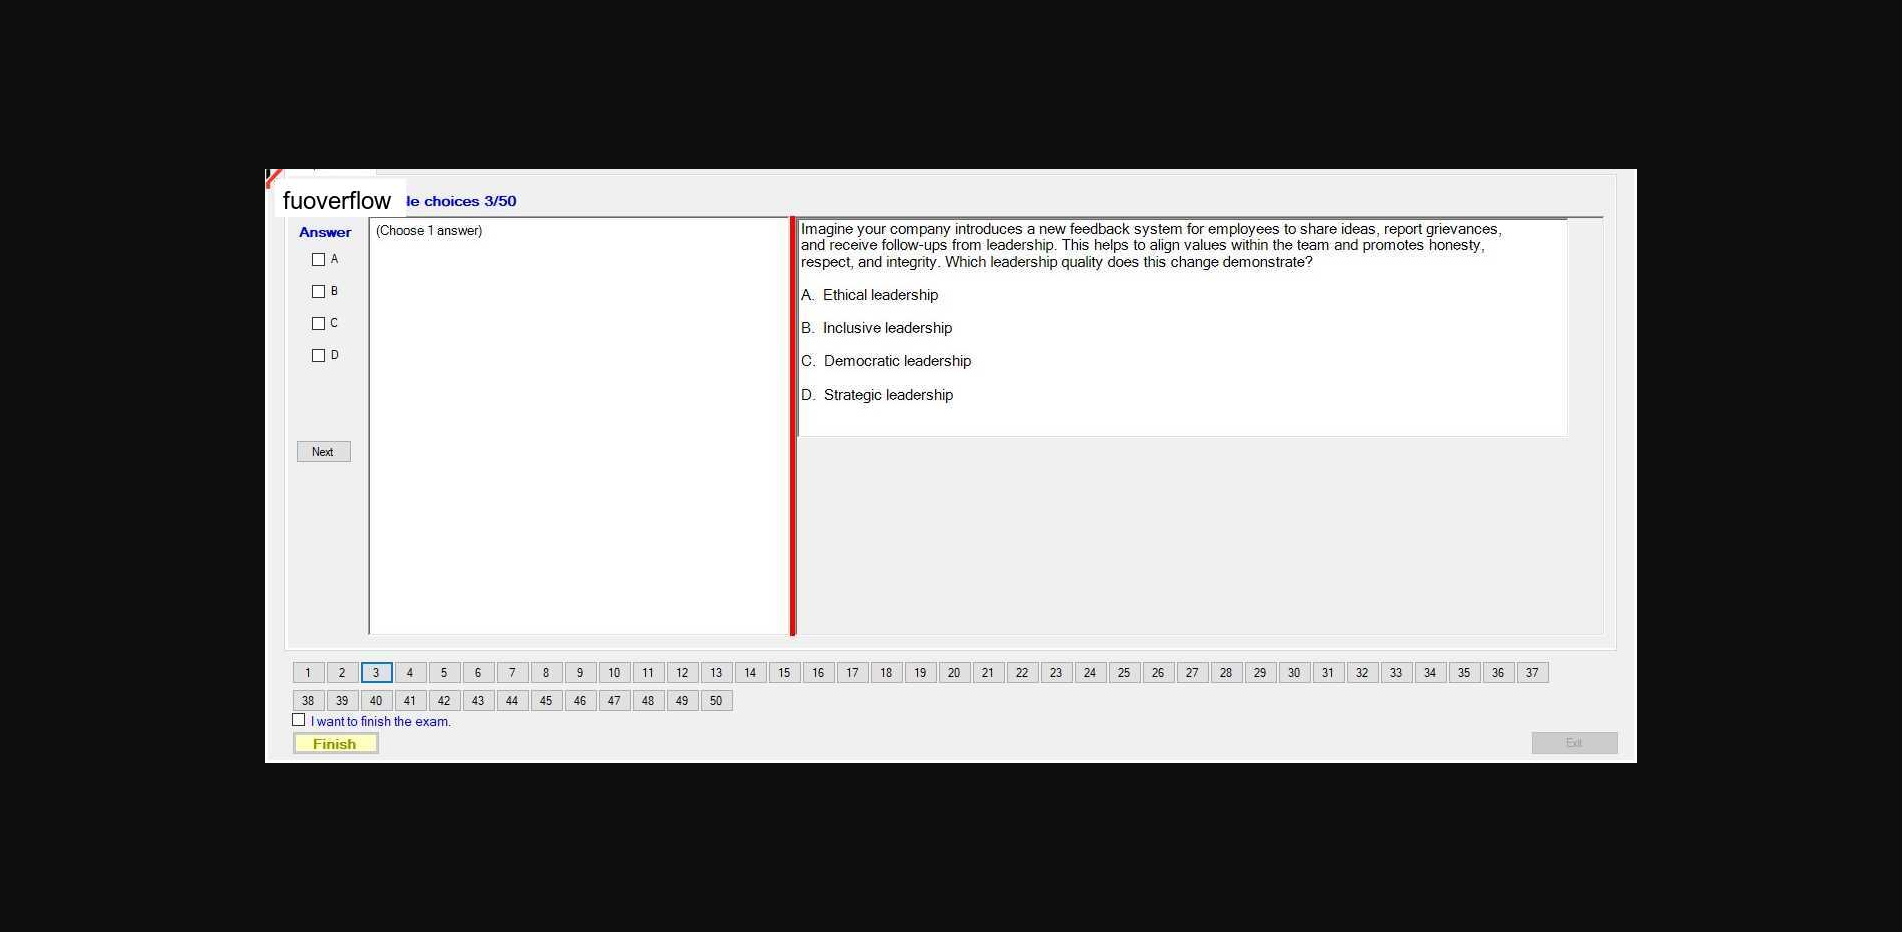 fuoverflow
le choices 3/50
Answer
(Choose 1 answer)
A
B
C
D
Next
Imagine your company introduces a new feedback system for employees to share ideas, report grievances,
and receive follow-ups from leadership. This helps to align values within the team and promotes honesty,
respect, and integrity. Which leadership quality does this change demonstrate?
A. Ethical leadership
B. Inclusive leadership
C. Democratic leadership
D. Strategic leadership
1 2 3 4 5 6 7 8 9 10 11 12 13 14 15 16 17 18 19 20 21 22 23 24 25 26 27 28 29 30 31 32 33 34 35 36 37
38 39 40 41 42 43 44 45 46 47 48 49 50
I want to finish the exam.
Finish
Exit